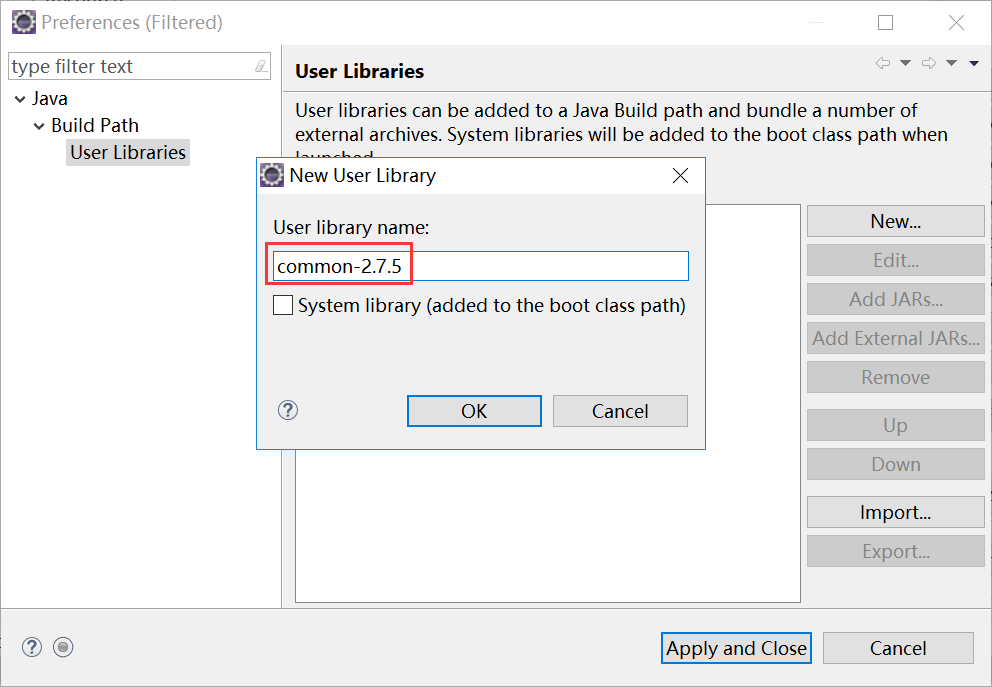 Preferences (Filtered)
type filter text
Java
Build Path
User Libraries
User Libraries
User libraries can be added to a Java Build path and bundle a number of
external archives. System libraries will be added to the boot class path when
launched
New User Library
User library name:
common-2.7.5
System library (added to the boot class path)
?
OK
Cancel
New...
Edit...
Add JARs...
Add External JARs...
Remove
Up
Down
Import...
Export...
?
Apply and Close
Cancel